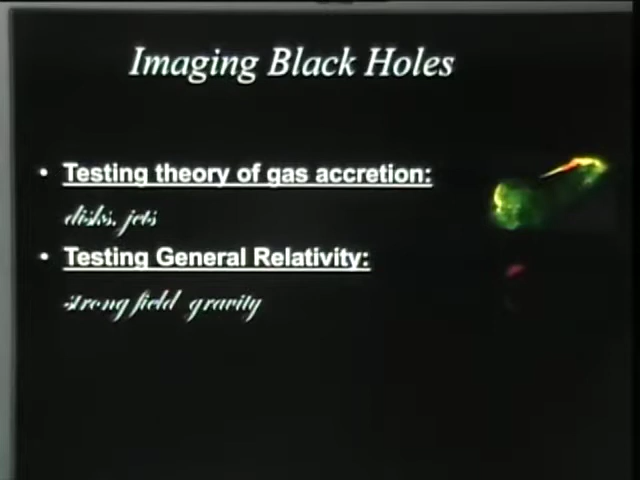 Imaging Black Holes
• Testing theory of gas accretion:
disks, jets
• Testing General Relativity:
strong field gravity